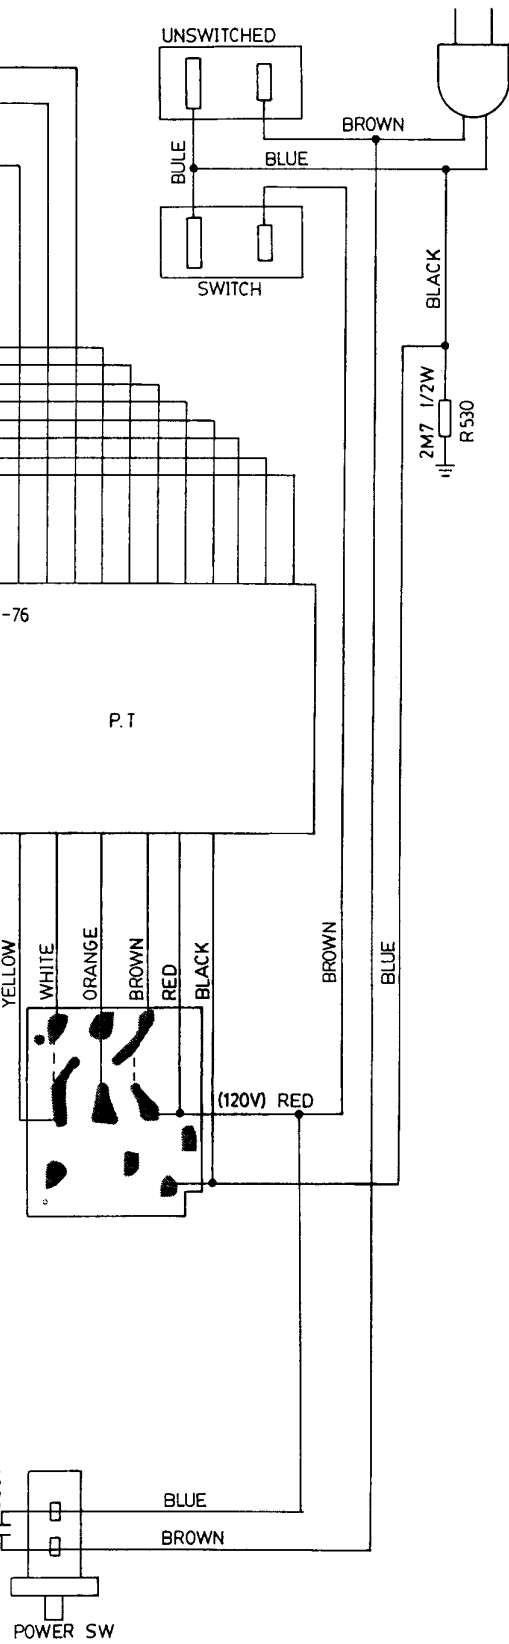 UNSWITCHED
BROWN
BULE
BLUE
SWITCH
BLACK
2M7 1/2W
R530
-76
P.T
YELLOW
WHITE
ORANGE
BROWN
RED
BLACK
BROWN
BLUE
(120V) RED
BLUE
BROWN
POWER SW